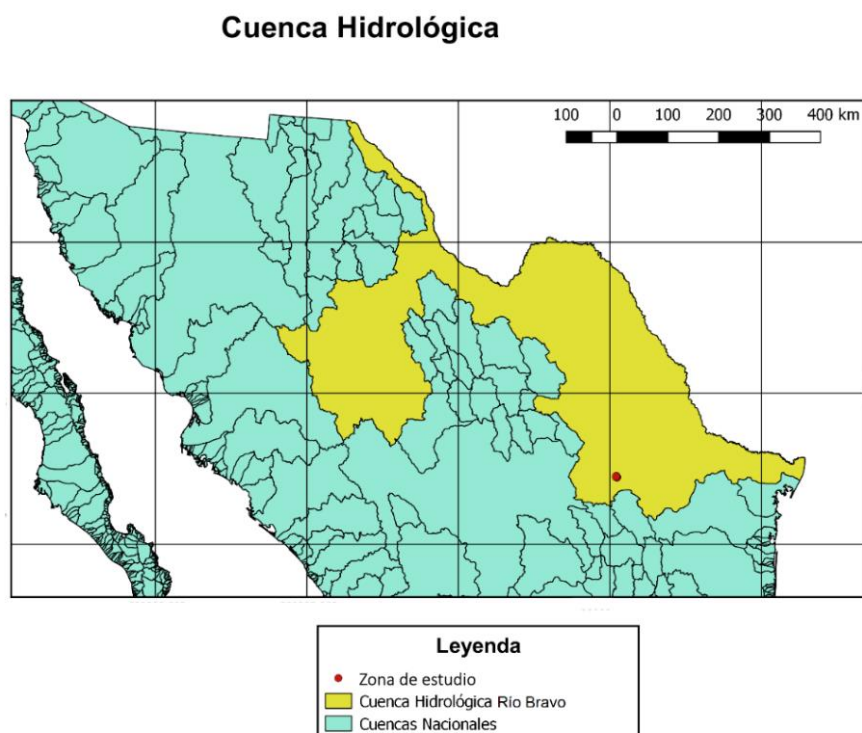 Cuenca Hidrológica
100 0 100 200 300 400 km
Leyenda
Zona de estudio
Cuenca Hidrológica Río Bravo
Cuencas Nacionales